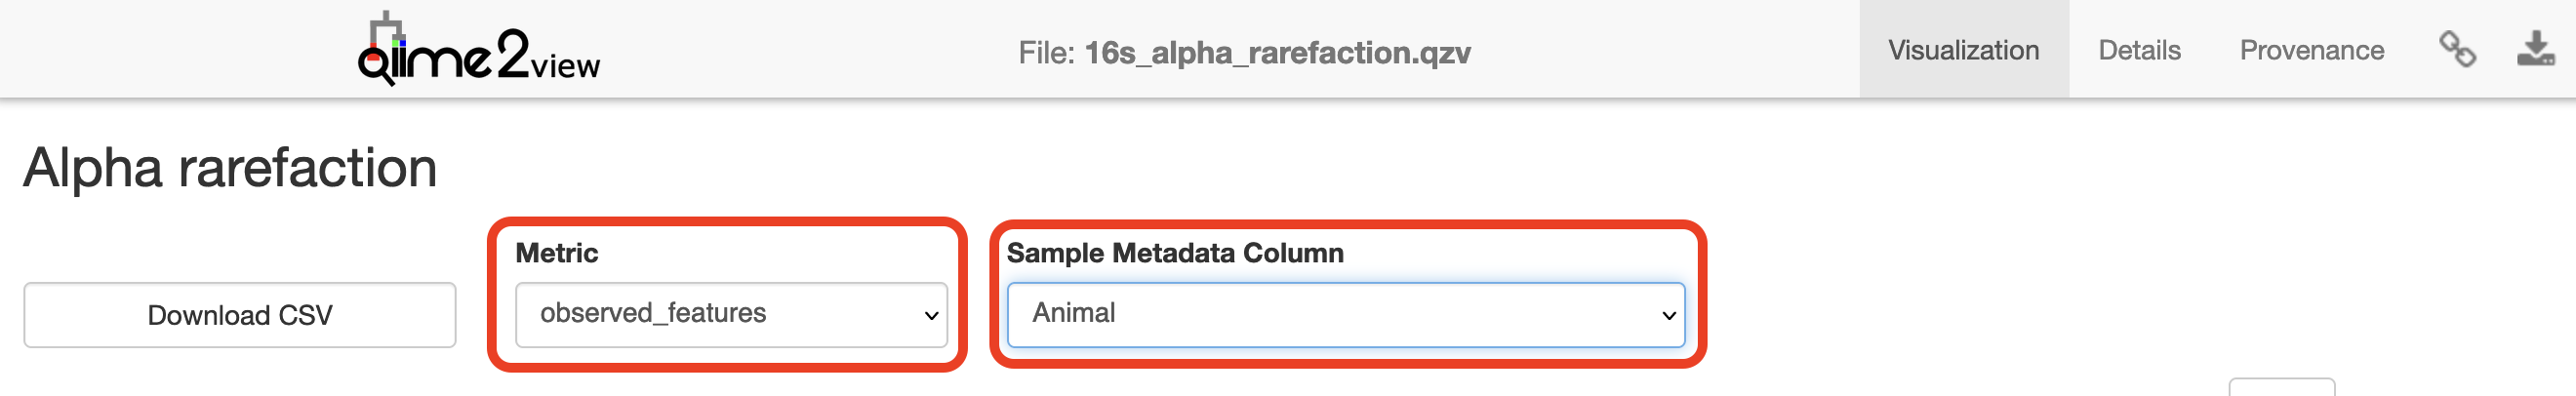 qiime2view
File: 16s_alpha_rarefaction.qzv
Visualization
Details
Provenance
Alpha rarefaction
Download CSV
Metric
observed_features
Sample Metadata Column
Animal